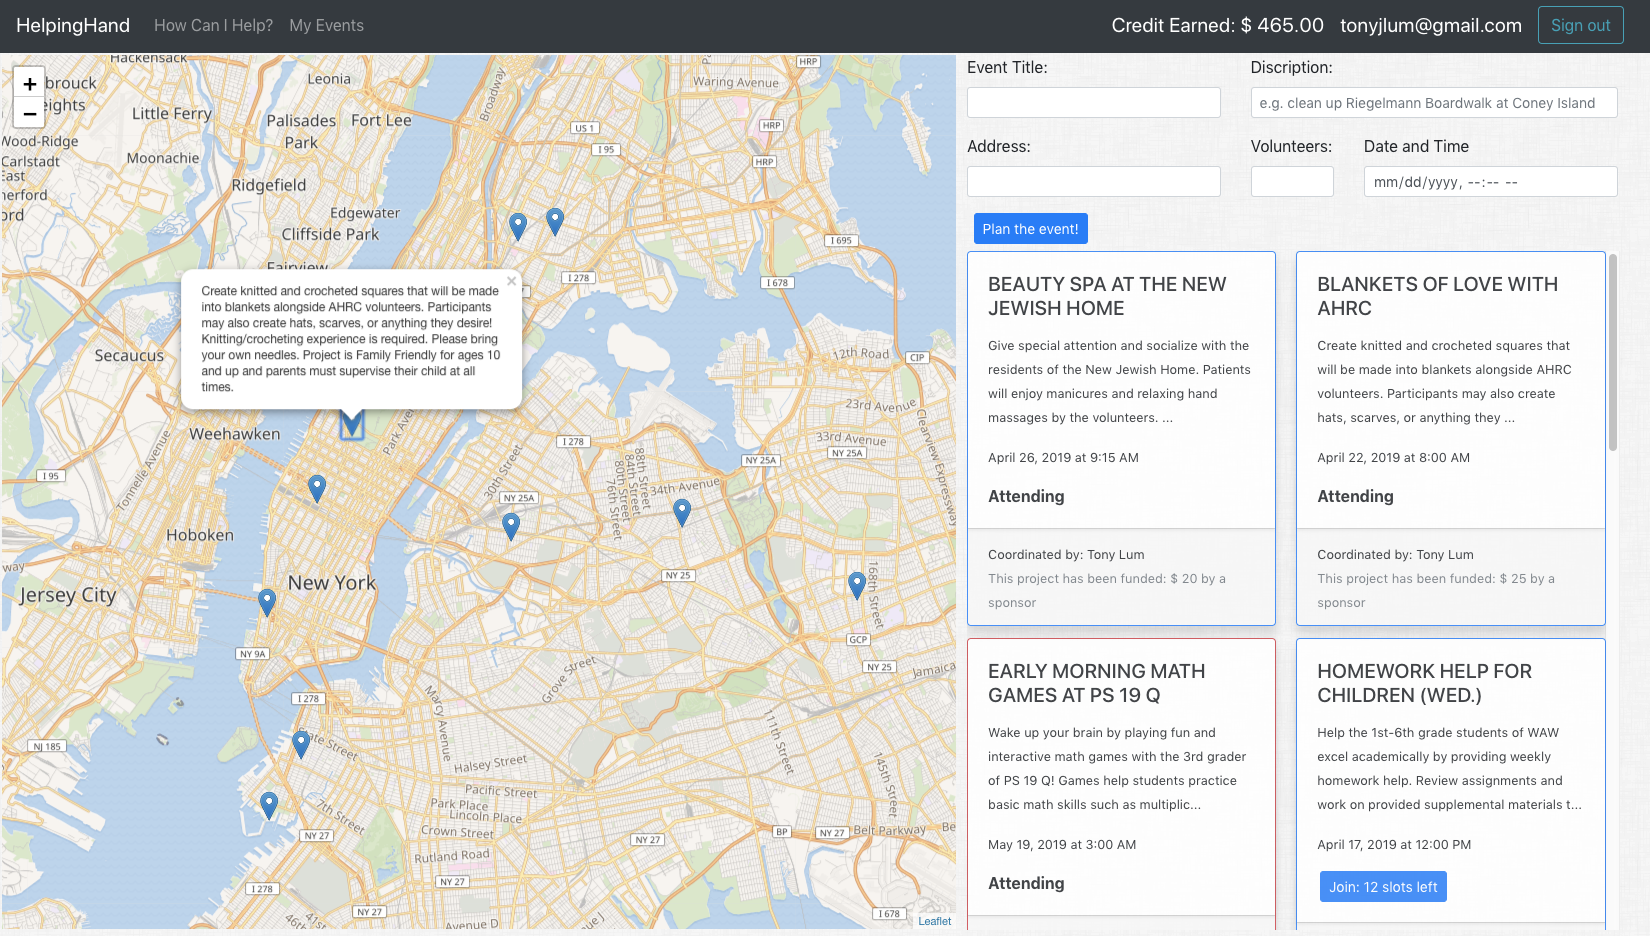 HelpingHand How Can I Help? My Events Credit Earned: $ 465.00 tonyjlum@gmail.com Sign out
+
−
Hackensack
brouck
eights
Leonia
Little Ferry
Palisades
Park
Fort Lee
Wood-Ridge
Carlstadt
East
herford
ord
Moonachie
Ridgefield
Edgewater
Cliffside Park
Fairview
Broadway
US 1
I 95
HRP
Waring Avenue
HRP
HRP
I 695
I 278
I 678
×
Create knitted and crocheted squares that will be made
into blankets alongside AHRC volunteers. Participants
may also create hats, scarves, or anything they desire!
Knitting/crocheting experience is required. Please bring
your own needles. Project is Family Friendly for ages 10
and up and parents must supervise their child at all
times.
Secaucus
12th Road
CIP
23rd Avenue
33rd Avenue
NY 25A
Clearview Expressway
Weehawken
Park Avenue
I 278
88th Street
84th Street
80th Street
76th Street
NY 25A
34th Avenue
30th Street
NY 25A
I 95
Tonnelle Avenue
Hoboken
way
Jersey City
New York
NY 25
168th Street
GCP
NY 25
Jamaica
NY 9A
I 278
Grove Street
Marcy Avenue
111th Street
145th Street
NJ 185
State Street
Halsey Street
Pacific Street
Park Place
Lincoln Place
Crown Street
7th Street
NY 27
BP
NY 27
Belt Parkway
Be
NY 27
Rutland Road
NY 27
I 278
NY 27
46th
Avenue D
I 678
Leaflet
Event Title:
Discription:
e.g. clean up Riegelmann Boardwalk at Coney Island
Address:
Volunteers:
Date and Time
mm/dd/yyyy, --:-- --
Plan the event!
BEAUTY SPA AT THE NEW
JEWISH HOME
Give special attention and socialize with the
residents of the New Jewish Home. Patients
will enjoy manicures and relaxing hand
massages by the volunteers. ...
April 26, 2019 at 9:15 AM
Attending
Coordinated by: Tony Lum
This project has been funded: $ 20 by a
sponsor
BLANKETS OF LOVE WITH
AHRC
Create knitted and crocheted squares that
will be made into blankets alongside AHRC
volunteers. Participants may also create
hats, scarves, or anything they ...
April 22, 2019 at 8:00 AM
Attending
Coordinated by: Tony Lum
This project has been funded: $ 25 by a
sponsor
EARLY MORNING MATH
GAMES AT PS 19 Q
Wake up your brain by playing fun and
interactive math games with the 3rd grader
of PS 19 Q! Games help students practice
basic math skills such as multiplic...
May 19, 2019 at 3:00 AM
Attending
HOMEWORK HELP FOR
CHILDREN (WED.)
Help the 1st-6th grade students of WAW
excel academically by providing weekly
homework help. Review assignments and
work on provided supplemental materials t...
April 17, 2019 at 12:00 PM
Join: 12 slots left